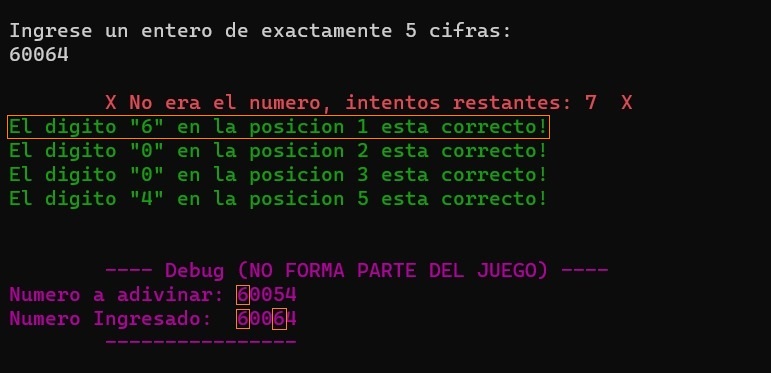 Ingrese un entero de exactamente 5 cifras:
60064
X No era el numero, intentos restantes: 7 X
El digito "6" en la posicion 1 esta correcto!
El digito "0" en la posicion 2 esta correcto!
El digito "0" en la posicion 3 esta correcto!
El digito "4" en la posicion 5 esta correcto!
---- Debug (NO FORMA PARTE DEL JUEGO) ----
Numero a adivinar: 60054
Numero Ingresado: 60064
----------------